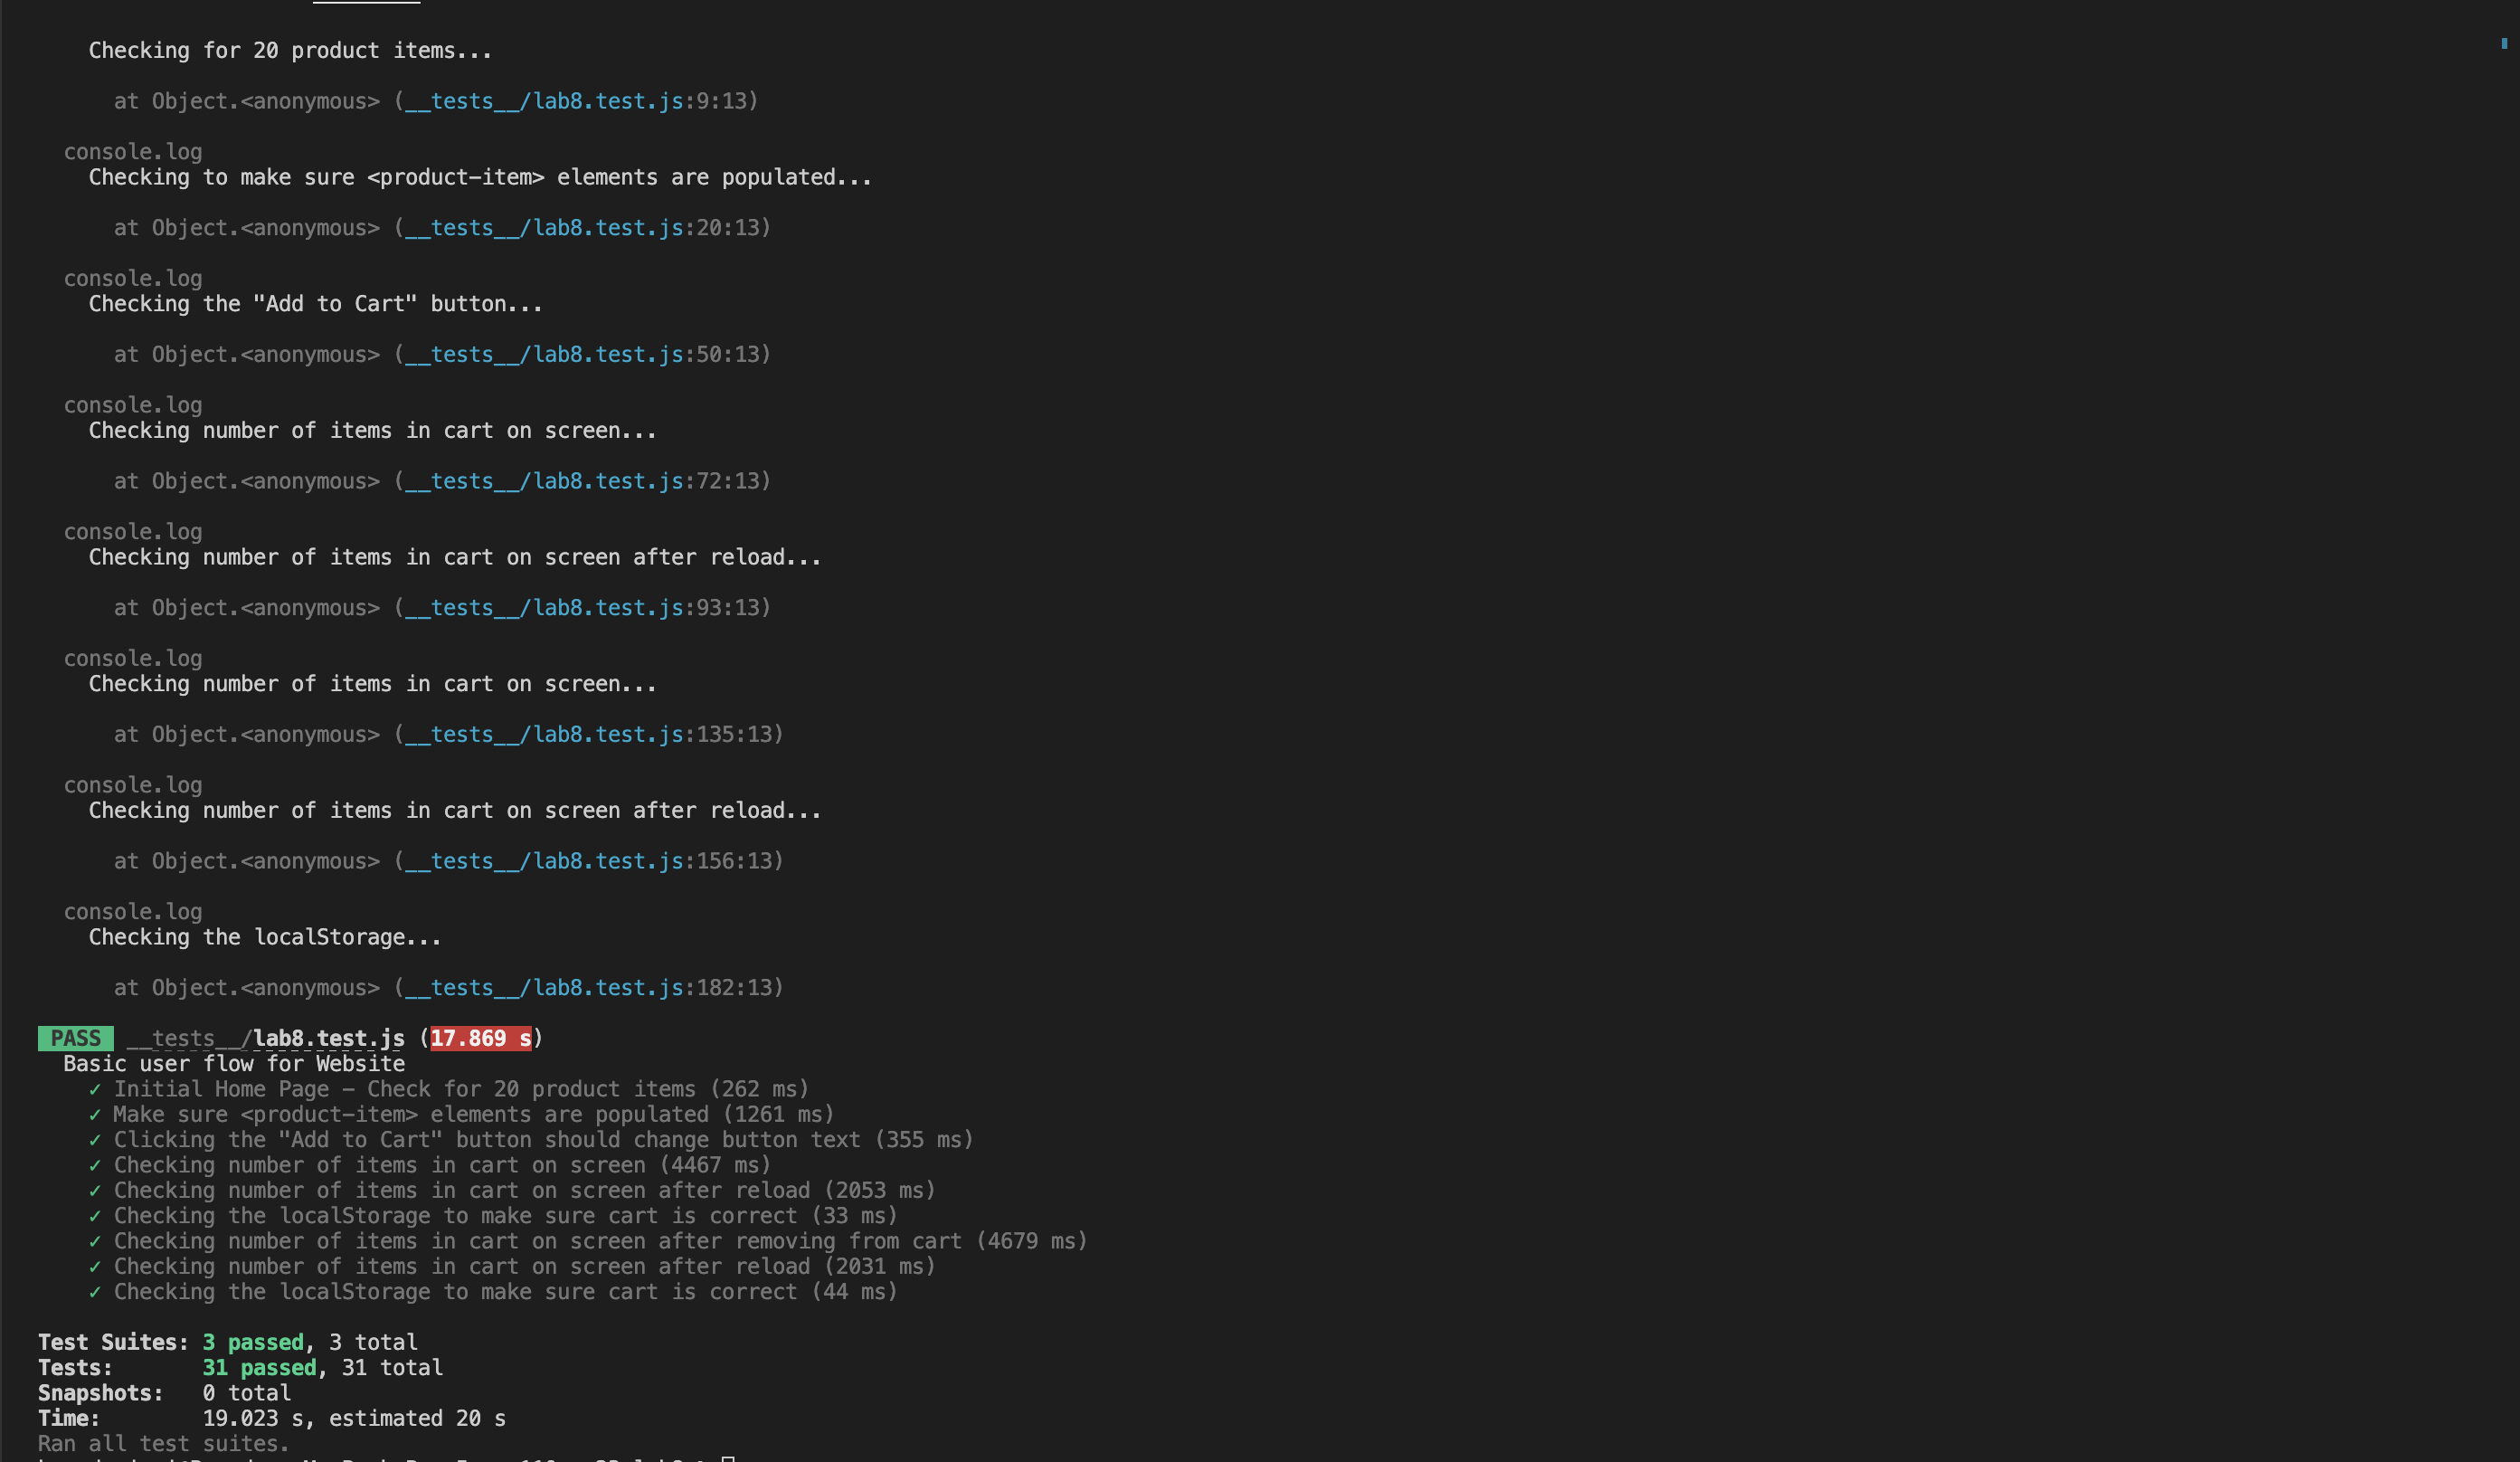 Checking for 20 product items...
at Object.<anonymous> (__tests__/lab8.test.js:9:13)
console.log
Checking to make sure <product-item> elements are populated...
at Object.<anonymous> (__tests__/lab8.test.js:20:13)
console.log
Checking the "Add to Cart" button...
at Object.<anonymous> (__tests__/lab8.test.js:50:13)
console.log
Checking number of items in cart on screen...
at Object.<anonymous> (__tests__/lab8.test.js:72:13)
console.log
Checking number of items in cart on screen after reload...
at Object.<anonymous> (__tests__/lab8.test.js:93:13)
console.log
Checking number of items in cart on screen...
at Object.<anonymous> (__tests__/lab8.test.js:135:13)
console.log
Checking number of items in cart on screen after reload...
at Object.<anonymous> (__tests__/lab8.test.js:156:13)
console.log
Checking the localStorage...
at Object.<anonymous> (__tests__/lab8.test.js:182:13)
PASS __tests__/lab8.test.js (17.869 s)
Basic user flow for Website
✓ Initial Home Page – Check for 20 product items (262 ms)
✓ Make sure <product-item> elements are populated (1261 ms)
✓ Clicking the "Add to Cart" button should change button text (355 ms)
✓ Checking number of items in cart on screen (4467 ms)
✓ Checking number of items in cart on screen after reload (2053 ms)
✓ Checking the localStorage to make sure cart is correct (33 ms)
✓ Checking number of items in cart on screen after removing from cart (4679 ms)
✓ Checking number of items in cart on screen after reload (2031 ms)
✓ Checking the localStorage to make sure cart is correct (44 ms)
Test Suites: 3 passed, 3 total
Tests: 31 passed, 31 total
Snapshots: 0 total
Time: 19.023 s, estimated 20 s
Ran all test suites.